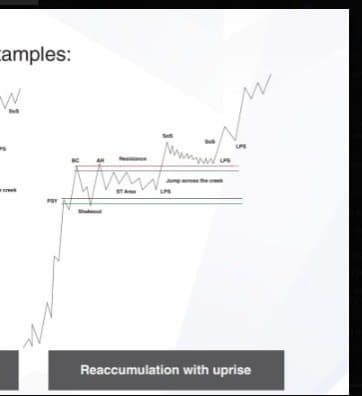 amples:
SoS
creek
SoS
SoS
LPS
BC
AR
Resistance
LPS
Jump across the creek
ST Area
LPS
PSY
Shakeout
Reaccumulation with uprise